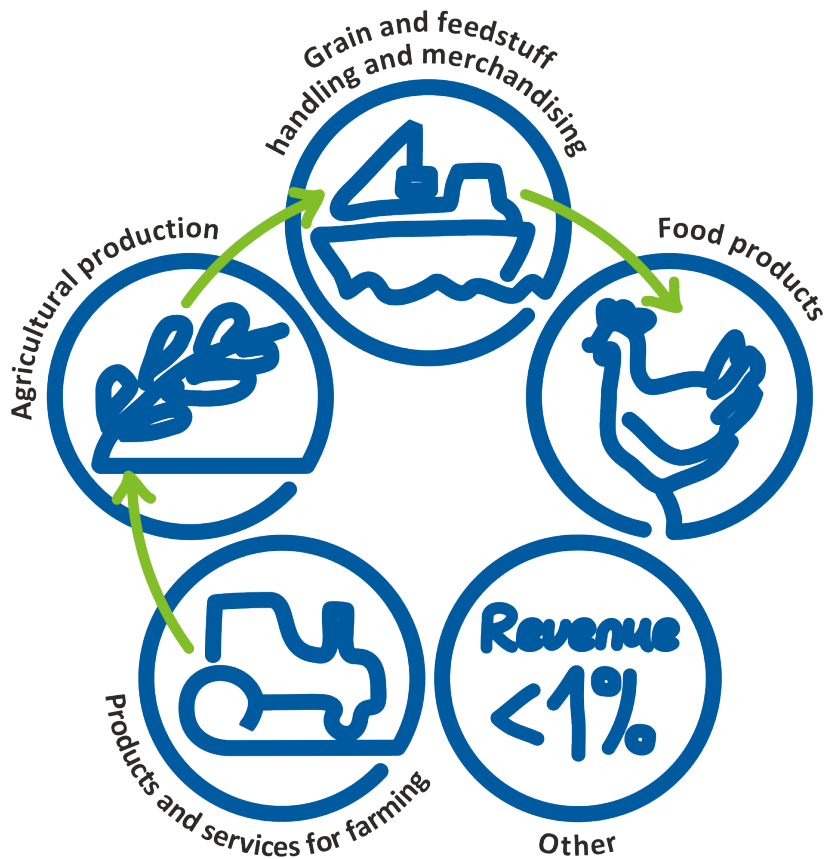 Grain and feedstuff
handling and merchandising
Agricultural production
Food products
Products and services for farming
Revenue
<1%
Other